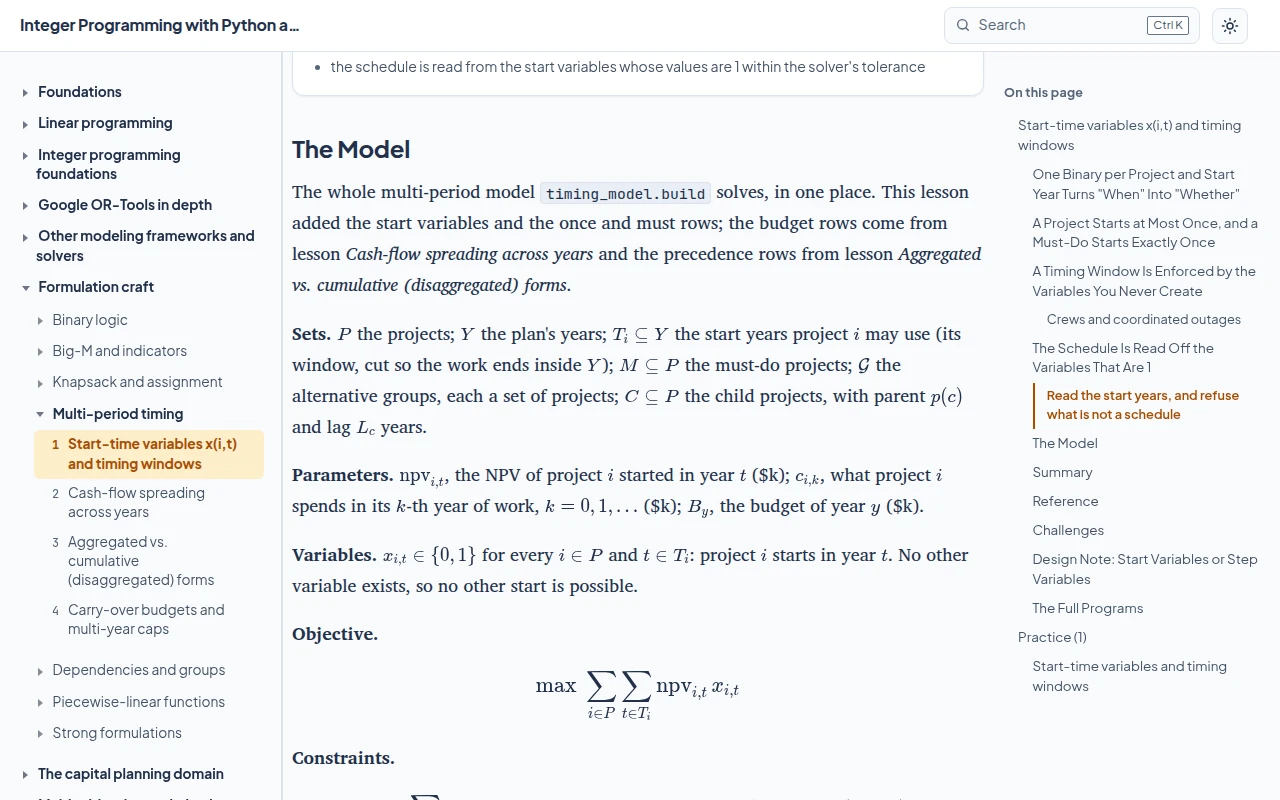 Integer Programming with Python a...
Search
Ctrl K
Foundations
Linear programming
Integer programming
foundations
Google OR-Tools in depth
Other modeling frameworks and
solvers
Formulation craft
Binary logic
Big-M and indicators
Knapsack and assignment
Multi-period timing
1 Start-time variables x(i,t)
and timing windows
2 Cash-flow spreading
across years
3 Aggregated vs.
cumulative
(disaggregated) forms
4 Carry-over budgets and
multi-year caps
Dependencies and groups
Piecewise-linear functions
Strong formulations
The capital planning domain
• the schedule is read from the start variables whose values are 1 within the solver's tolerance
The Model
The whole multi-period model timing_model.build solves, in one place. This lesson
added the start variables and the once and must rows; the budget rows come from
lesson Cash-flow spreading across years and the precedence rows from lesson Aggregated
vs. cumulative (disaggregated) forms.
Sets. P the projects; Y the plan's years; T_i ⊆ Y the start years project i may use (its
window, cut so the work ends inside Y); M ⊆ P the must-do projects; 𝒢 the
alternative groups, each a set of projects; C ⊆ P the child projects, with parent p(c)
and lag L_c years.
Parameters. npv_{i,t}, the NPV of project i started in year t ($k); c_{i,k}, what project i
spends in its k-th year of work, k = 0, 1, … ($k); B_y, the budget of year y ($k).
Variables. x_{i,t} ∈ {0, 1} for every i ∈ P and t ∈ T_i: project i starts in year t. No other
variable exists, so no other start is possible.
Objective.
max ∑_{i∈P} ∑_{t∈T_i} npv_{i,t} x_{i,t}
Constraints.
On this page
Start-time variables x(i,t) and timing
windows
One Binary per Project and Start
Year Turns "When" Into "Whether"
A Project Starts at Most Once, and a
Must-Do Starts Exactly Once
A Timing Window Is Enforced by the
Variables You Never Create
Crews and coordinated outages
The Schedule Is Read Off the
Variables That Are 1
Read the start years, and refuse
what is not a schedule
The Model
Summary
Reference
Challenges
Design Note: Start Variables or Step
Variables
The Full Programs
Practice (1)
Start-time variables and timing
windows